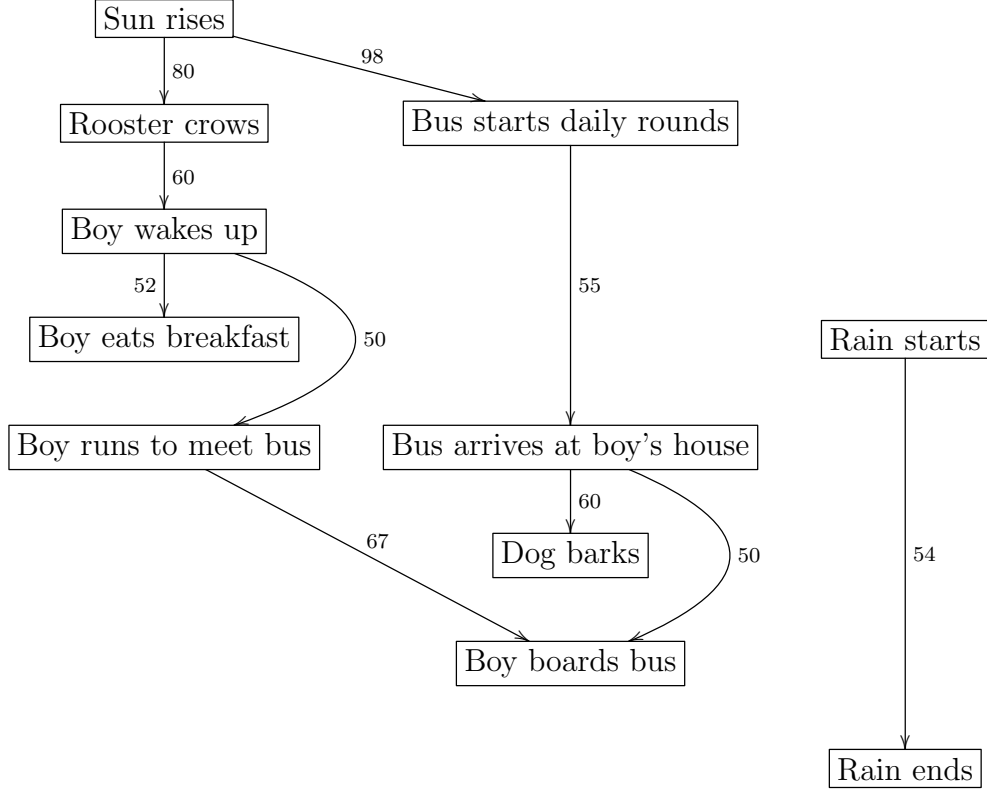 Sun rises
98
80
Rooster crows
Bus starts daily rounds
60
Boy wakes up
52
55
Boy eats breakfast
50
Rain starts
Boy runs to meet bus
Bus arrives at boy's house
60
67
Dog barks
50
54
Boy boards bus
Rain ends